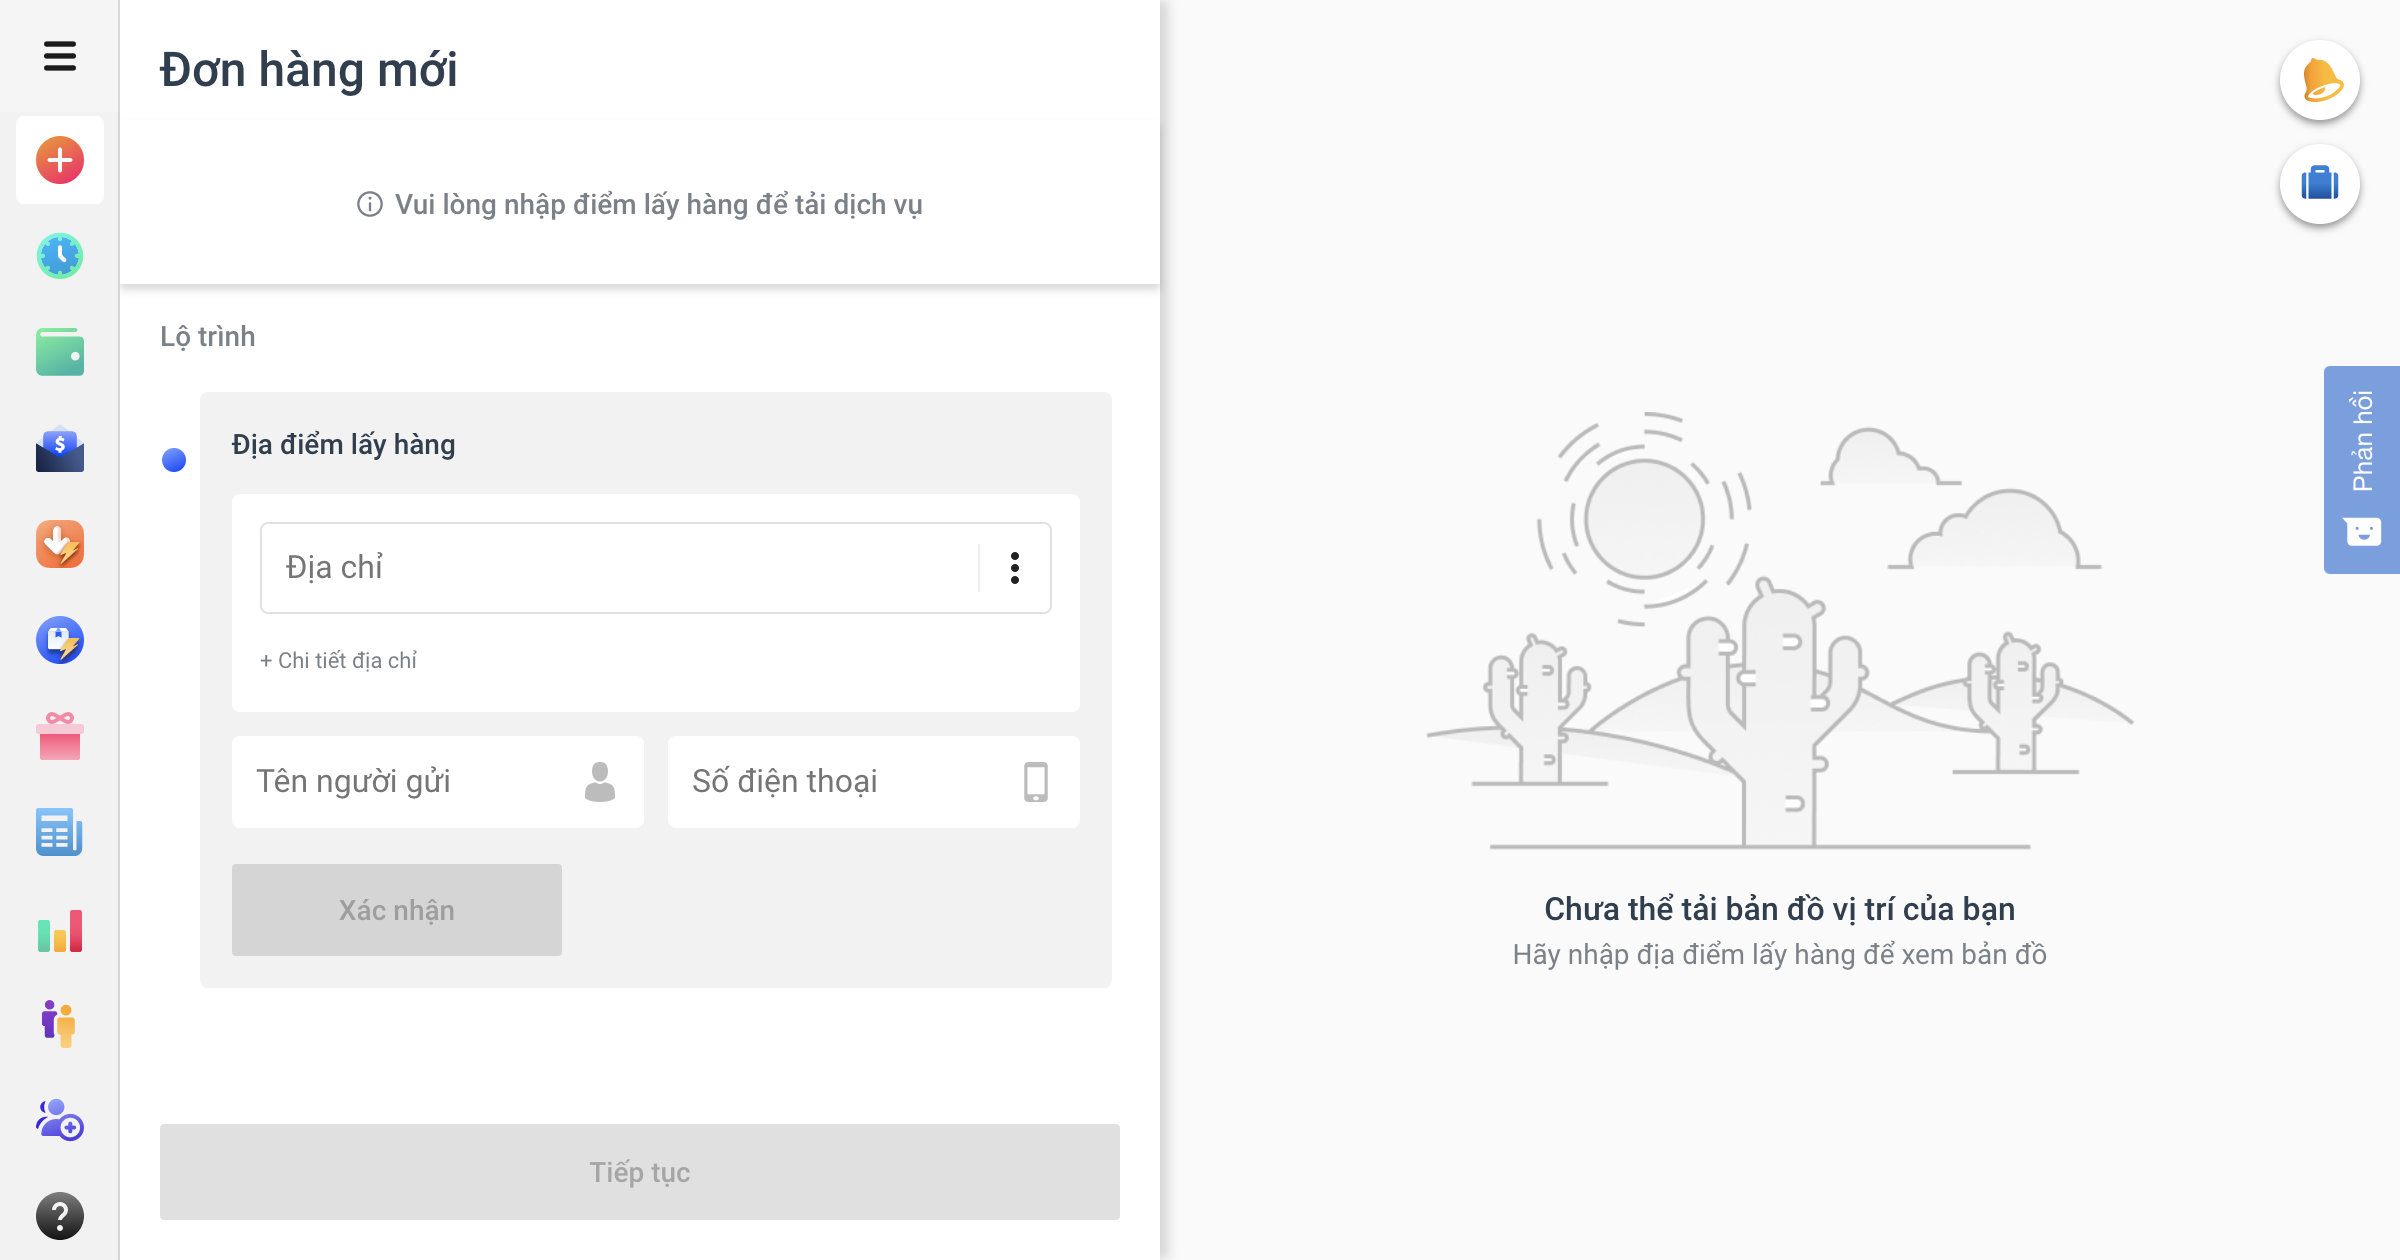 Đơn hàng mới
Vui lòng nhập điểm lấy hàng để tải dịch vụ
Lộ trình
Địa điểm lấy hàng
Địa chỉ
+ Chi tiết địa chỉ
Tên người gửi
Số điện thoại
Xác nhận
Tiếp tục
Chưa thể tải bản đồ vị trí của bạn
Hãy nhập địa điểm lấy hàng để xem bản đồ
Phản hồi